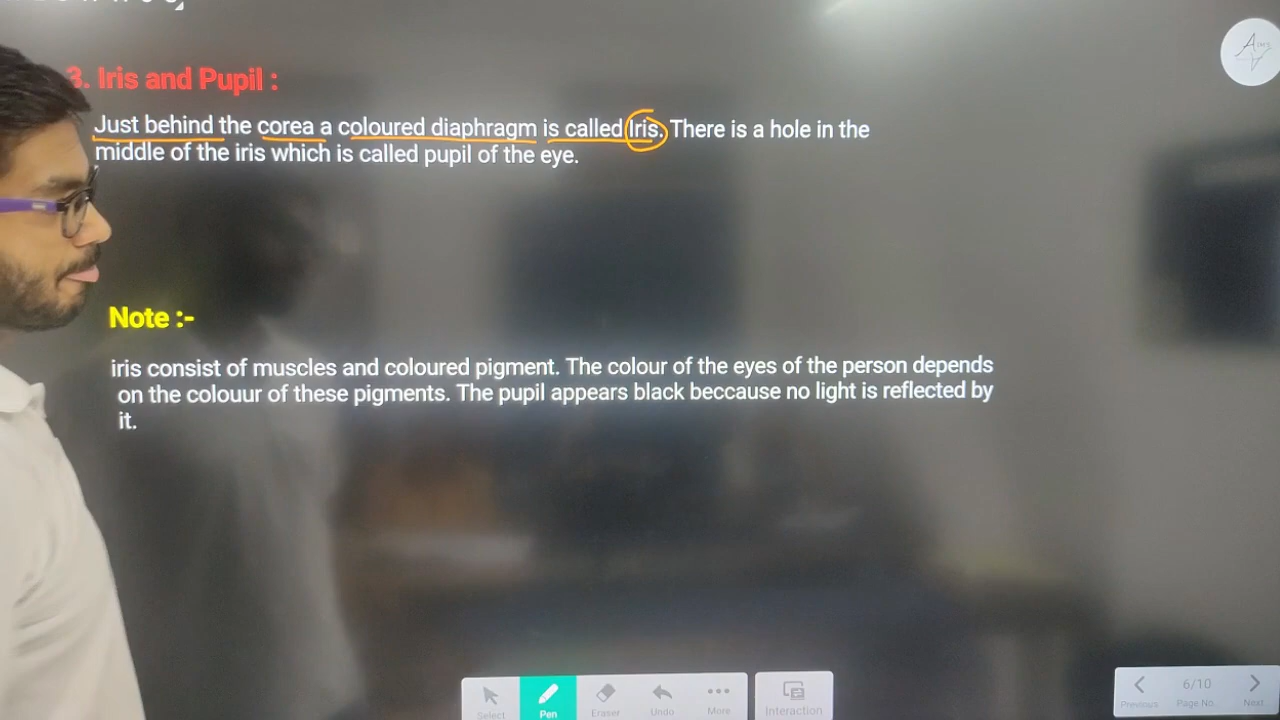 3. Iris and Pupil :
Just behind the corea a coloured diaphragm is called Iris. There is a hole in the
middle of the iris which is called pupil of the eye.
Note :-
iris consist of muscles and coloured pigment. The colour of the eyes of the person depends
on the colouur of these pigments. The pupil appears black beccause no light is reflected by
it.
Select
Pen
Eraser
Undo
More
Interaction
Previous
6/10
Page No.
Next